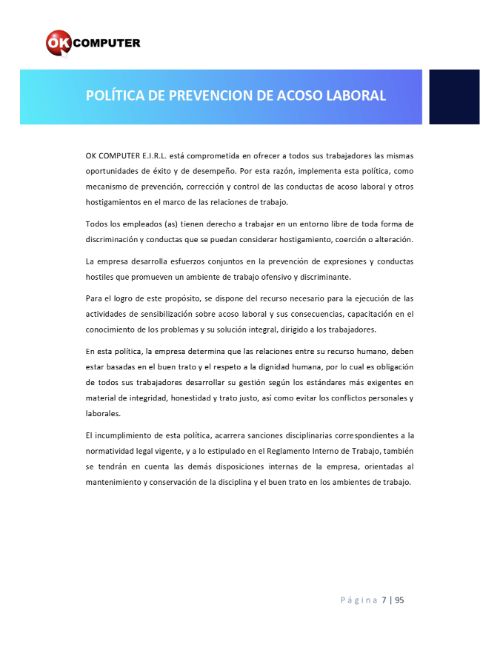 OK COMPUTER
POLÍTICA DE PREVENCION DE ACOSO LABORAL
OK COMPUTER E.I.R.L. está comprometida en ofrecer a todos sus trabajadores las mismas
oportunidades de éxito y de desempeño. Por esta razón, implementa esta política, como
mecanismo de prevención, corrección y control de las conductas de acoso laboral y otros
hostigamientos en el marco de las relaciones de trabajo.
Todos los empleados (as) tienen derecho a trabajar en un entorno libre de toda forma de
discriminación y conductas que se puedan considerar hostigamiento, coerción o alteración.
La empresa desarrolla esfuerzos conjuntos en la prevención de expresiones y conductas
hostiles que promueven un ambiente de trabajo ofensivo y discriminante.
Para el logro de este propósito, se dispone del recurso necesario para la ejecución de las
actividades de sensibilización sobre acoso laboral y sus consecuencias, capacitación en el
conocimiento de los problemas y su solución integral, dirigido a los trabajadores.
En esta política, la empresa determina que las relaciones entre su recurso humano, deben
estar basadas en el buen trato y el respeto a la dignidad humana, por lo cual es obligación
de todos sus trabajadores desarrollar su gestión según los estándares más exigentes en
material de integridad, honestidad y trato justo, asi como evitar los conflictos personales y
laborales.
El incumplimiento de esta política, acarrera sanciones disciplinarias correspondientes a la
normatividad legal vigente, y a lo estipulado en el Reglamento Interno de Trabajo, también
se tendrán en cuenta las demás disposiciones internas de la empresa, orientadas al
mantenimiento y conservación de la disciplina y el buen trato en los ambientes de trabajo.
Página 7 | 95